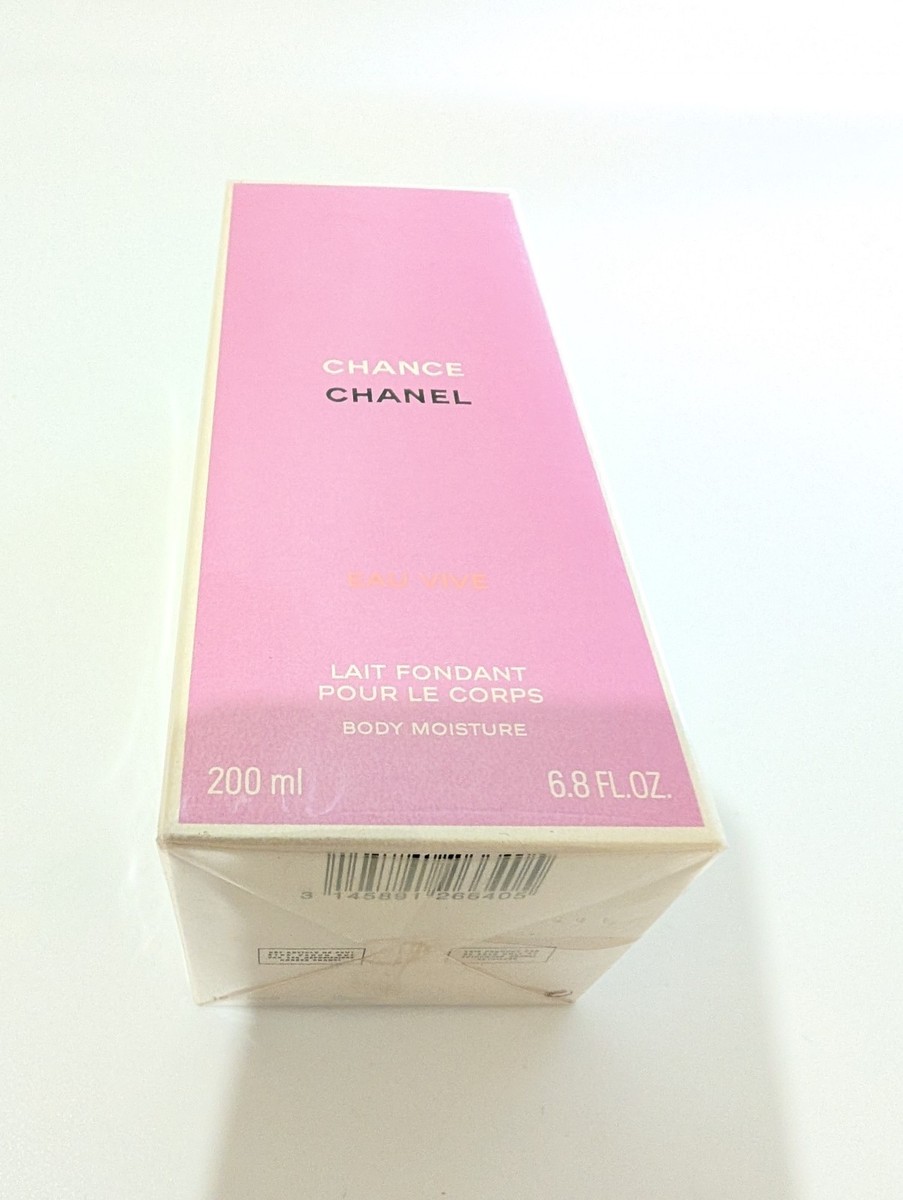 CHANCE
CHANEL
EAU VIVE
LAIT FONDANT
POUR LE CORPS
BODY MOISTURE
200 ml 6.8 FL.OZ.
3 145891 266405